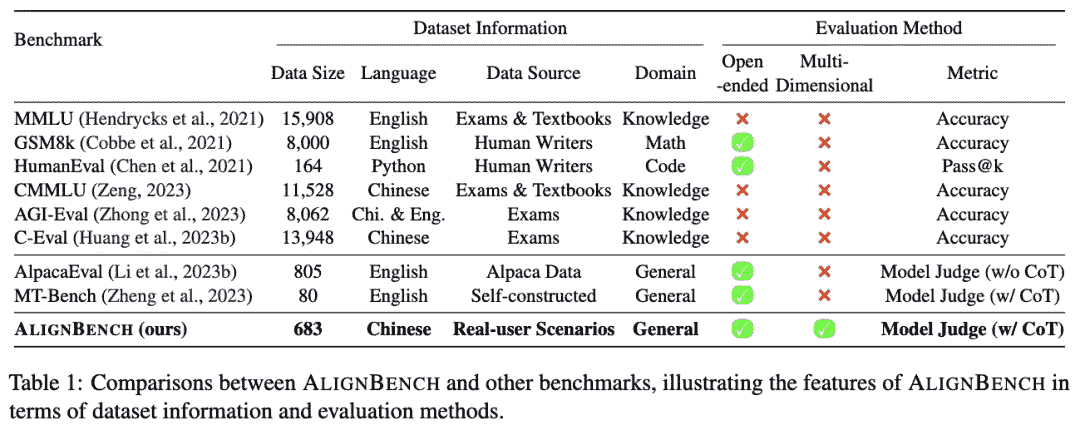 Benchmark Dataset Information Evaluation Method
Data Size Language Data Source Domain Open -ended Multi- Dimensional Metric
MMLU (Hendrycks et al., 2021) 15,908 English Exams & Textbooks Knowledge ✗ ✗ Accuracy
GSM8k (Cobbe et al., 2021) 8,000 English Human Writers Math ✓ ✗ Accuracy
HumanEval (Chen et al., 2021) 164 Python Human Writers Code ✓ ✗ Pass@k
CMMLU (Zeng, 2023) 11,528 Chinese Exams & Textbooks Knowledge ✗ ✗ Accuracy
AGI-Eval (Zhong et al., 2023) 8,062 Chi. & Eng. Exams Knowledge ✗ ✗ Accuracy
C-Eval (Huang et al., 2023b) 13,948 Chinese Exams Knowledge ✗ ✗ Accuracy
AlpacaEval (Li et al., 2023b) 805 English Alpaca Data General ✓ ✗ Model Judge (w/o CoT)
MT-Bench (Zheng et al., 2023) 80 English Self-constructed General ✓ ✗ Model Judge (w/ CoT)
ALIGNBENCH (ours) 683 Chinese Real-user Scenarios General ✓ ✓ Model Judge (w/ CoT)
Table 1: Comparisons between ALIGNBENCH and other benchmarks, illustrating the features of ALIGNBENCH in
terms of dataset information and evaluation methods.